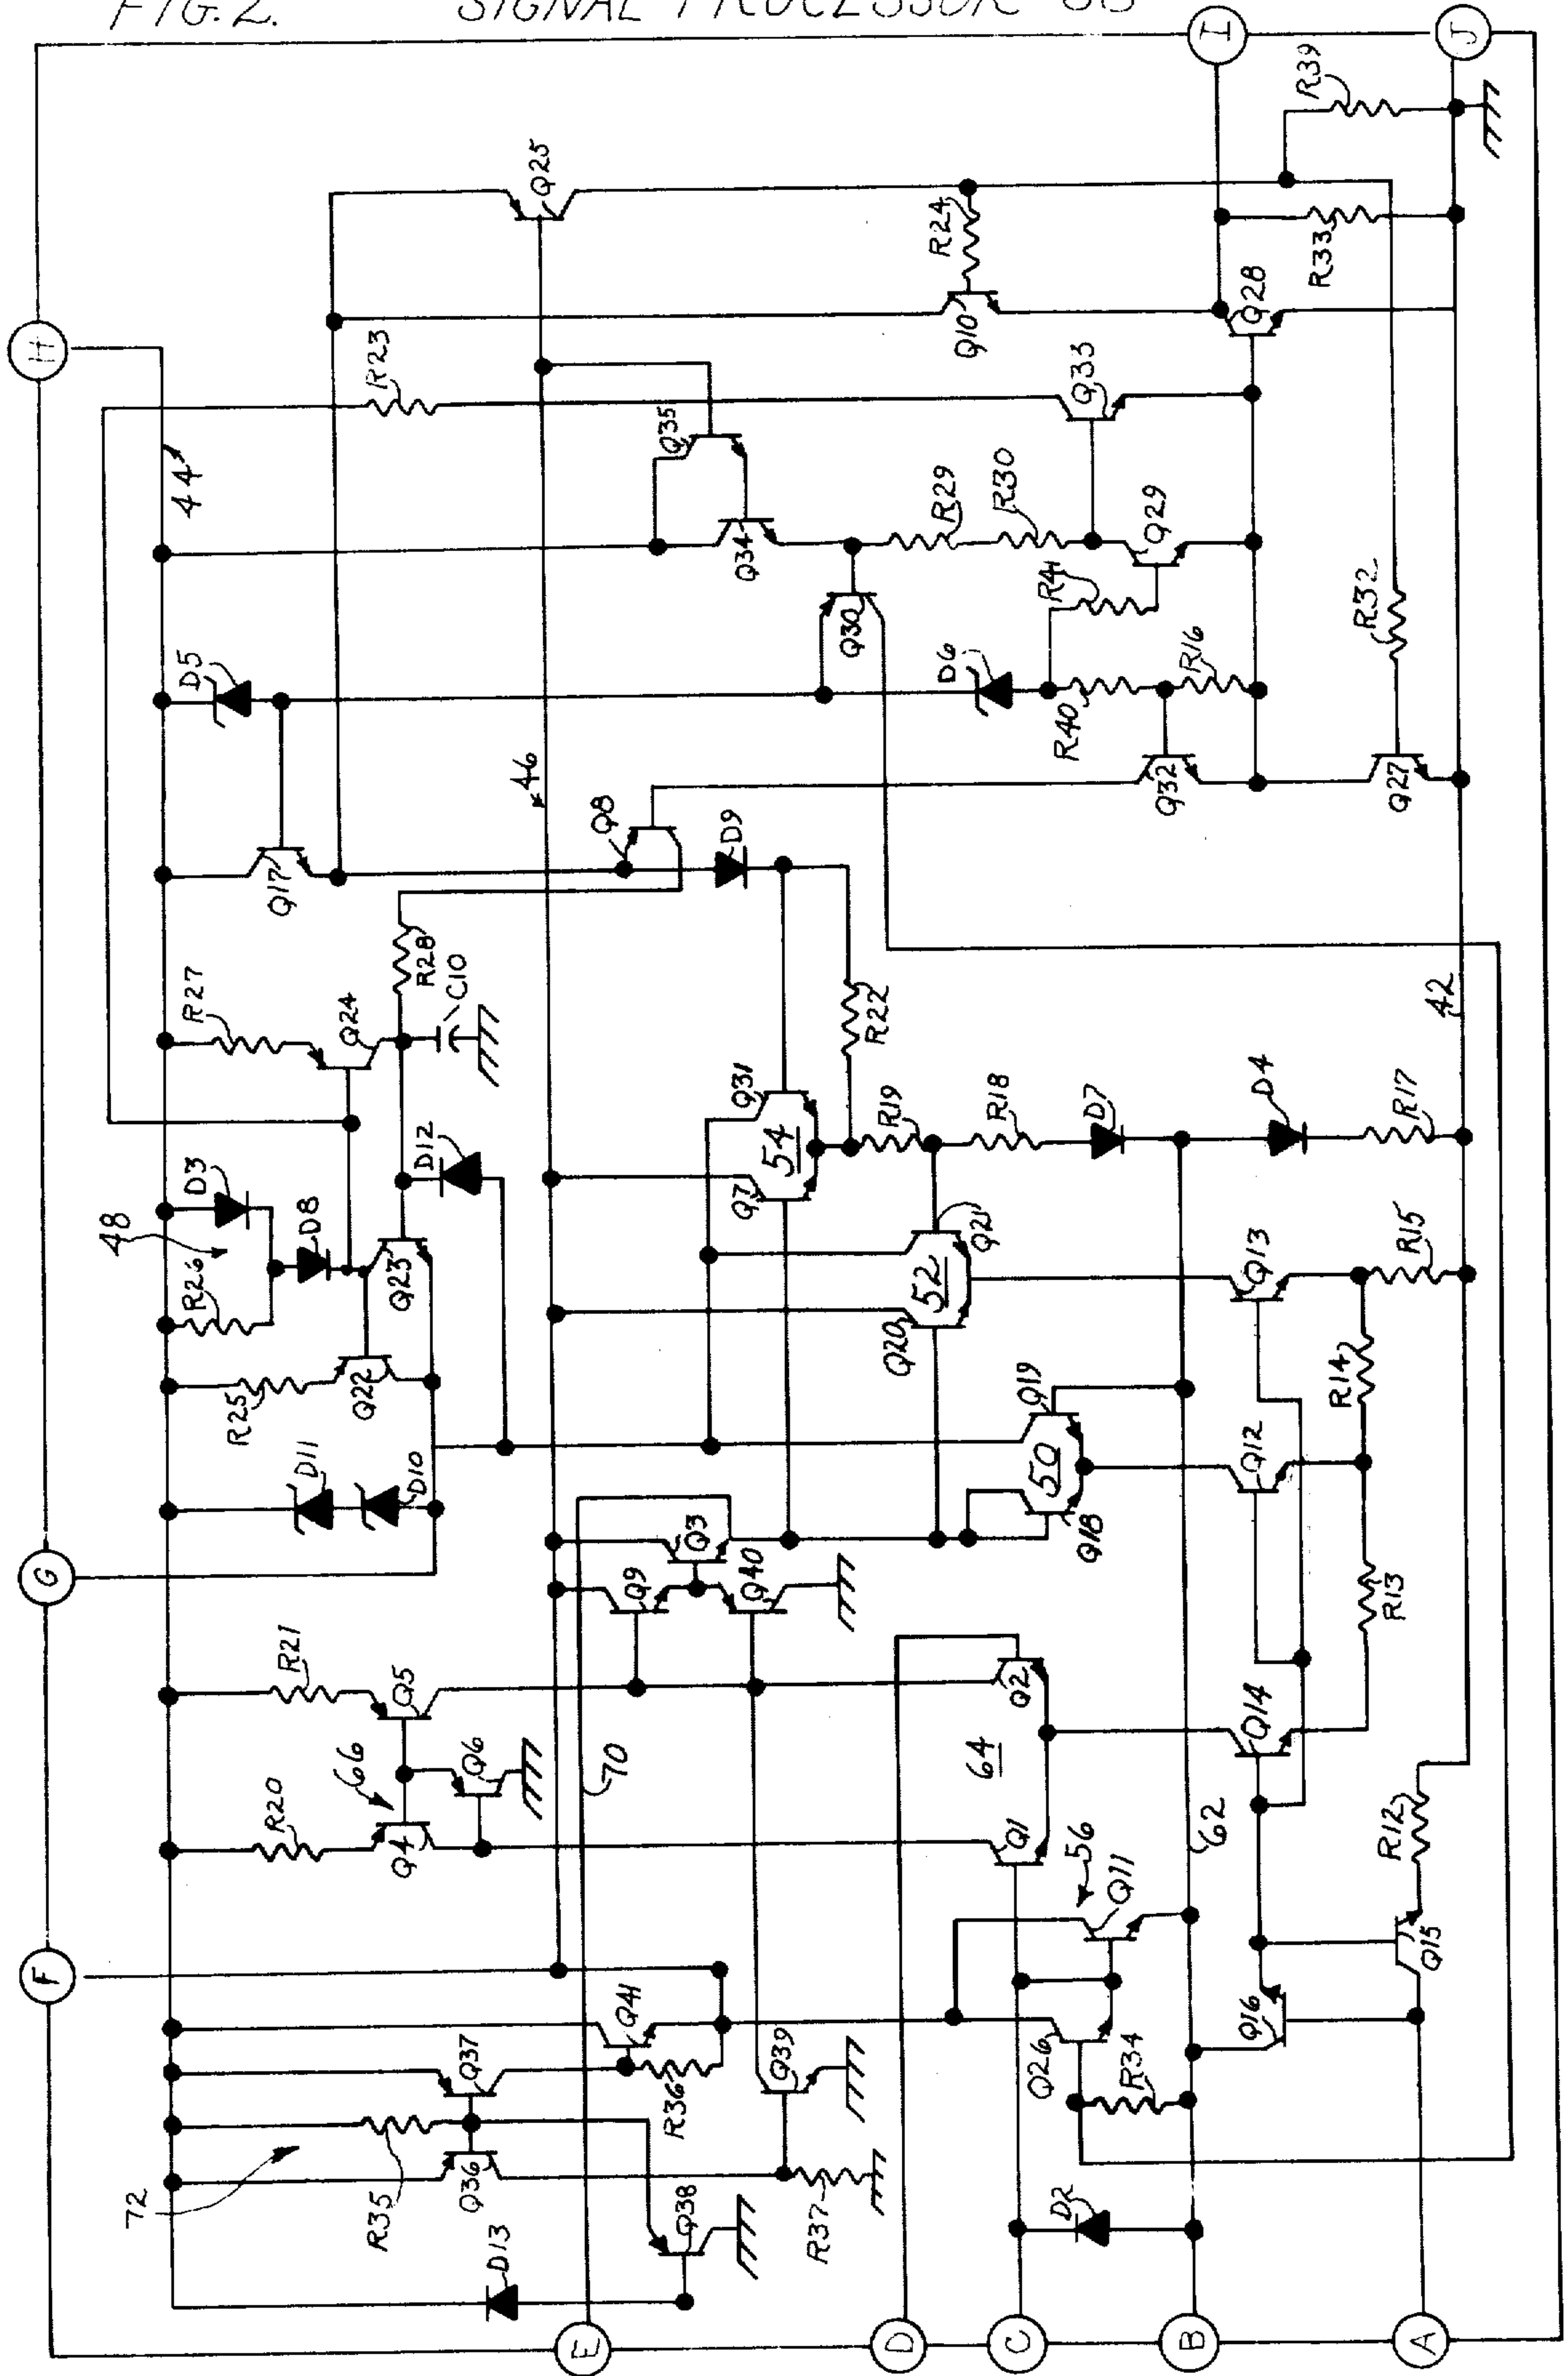 FIG. 2.
SIGNAL PROCESSOR
H
I
J
G
F
E
D
C
B
A
44
R23
Q25
R39
D5
Q35
Q34
R24
Q10
Q33
Q28
R33
R29
R30
Q29
R41
Q30
D6
R40
R16
R32
Q32
Q27
46
Q17
Q8
D9
R27
Q24
R28
C10
D12
D3
48
R26
D8
Q23
R25
Q22
D11
D10
Q31
54
Q7
R22
R19
R18
D7
D4
R17
42
Q21
52
Q20
Q19
50
Q18
Q13
R15
R14
Q12
R13
Q3
Q9
Q40
R21
Q5
66
Q6
R20
Q4
70
Q2
64
Q1
56
Q11
62
Q14
R12
Q15
Q16
Q41
Q37
R36
Q39
Q26
R34
72
R35
Q36
Q38
D13
R37
D2